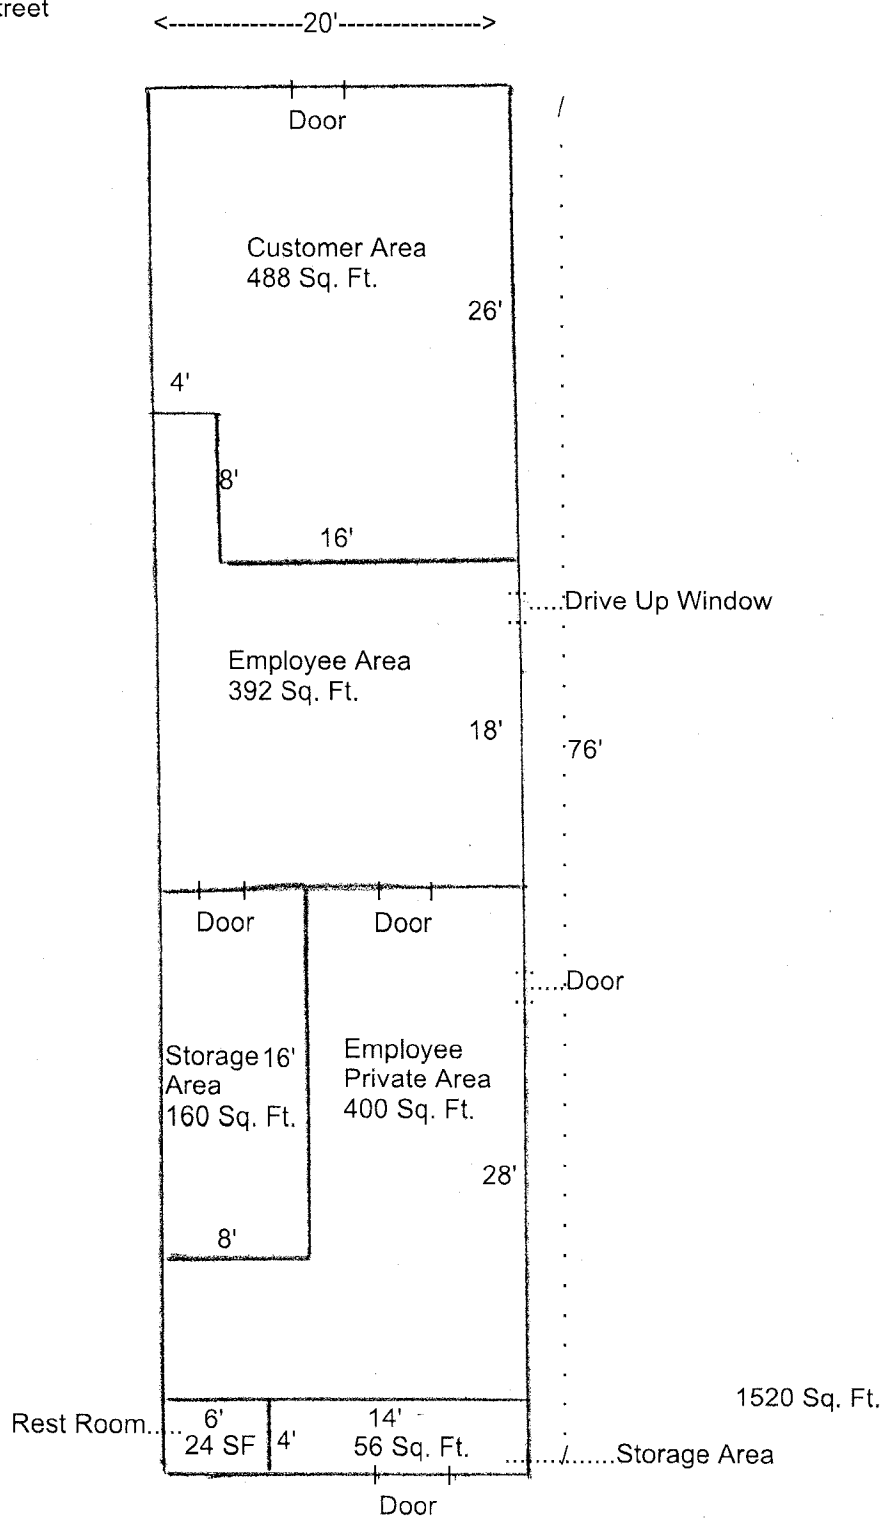 <---------------20'---------------->
Door
Customer Area
488 Sq. Ft.
26'
4'
8'
16'
.....Drive Up Window
Employee Area
392 Sq. Ft.
18'
76'
Door
Door
.....Door
Storage 16'
Area
160 Sq. Ft.
Employee
Private Area
400 Sq. Ft.
28'
8'
1520 Sq. Ft.
Rest Room.....
6'
24 SF
4'
14'
56 Sq. Ft.
Storage Area
Door